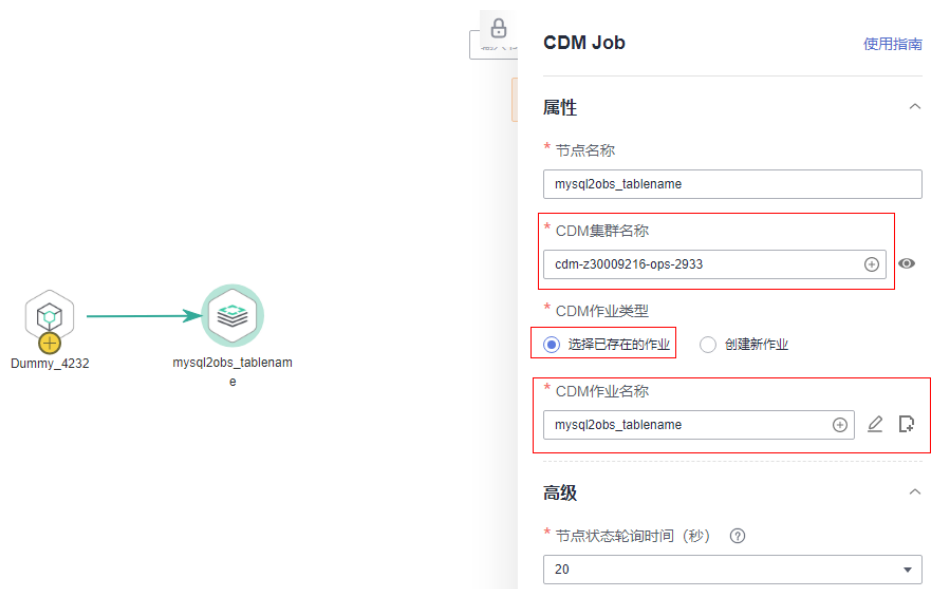 CDM Job
使用指南
属性
* 节点名称
mysql2obs_tablename
* CDM集群名称
cdm-z30009216-ops-2933
* CDM作业类型
选择已存在的作业
创建新作业
* CDM作业名称
mysql2obs_tablename
高级
* 节点状态轮询时间（秒）
20
Dummy_4232
mysql2obs_tablenam
e